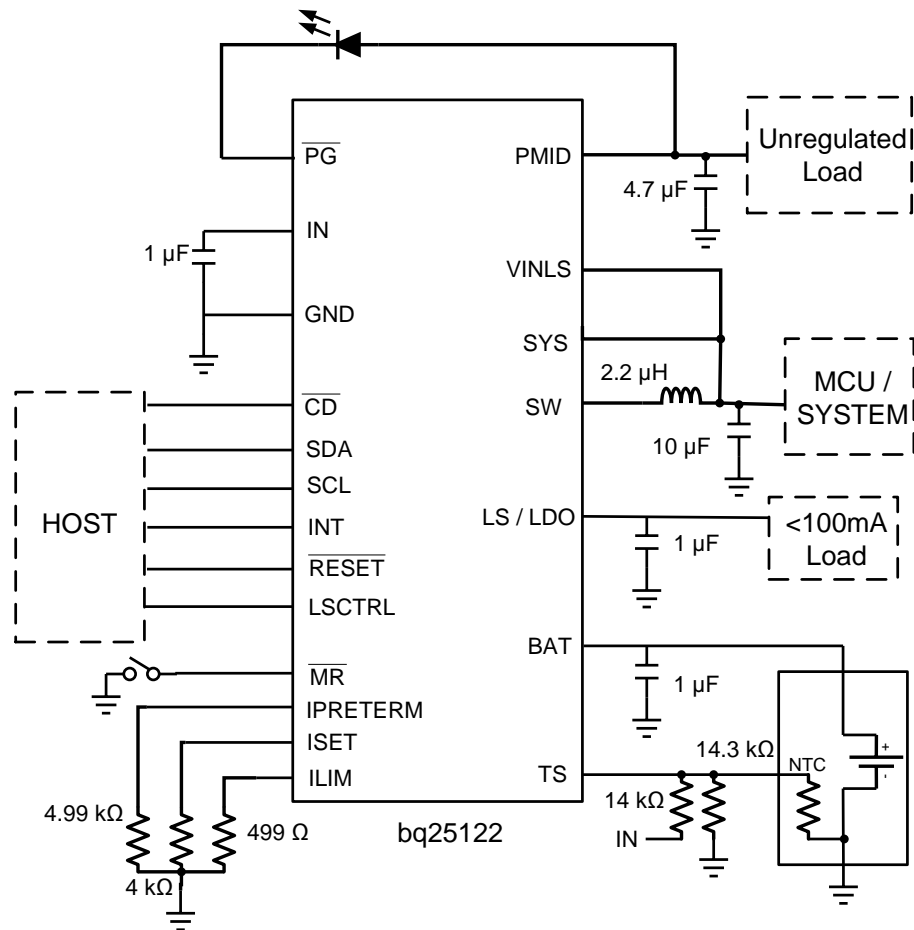 PG
PMID
Unregulated
Load
4.7 µF
IN
1 µF
VINLS
GND
SYS
2.2 µH
MCU /
SYSTEM
CD
SW
SDA
10 µF
SCL
HOST
INT
LS / LDO
<100mA
Load
1 µF
RESET
LSCTRL
BAT
MR
1 µF
IPRETERM
ISET
14.3 kΩ
+
-
NTC
ILIM
TS
4.99 kΩ
499 Ω
14 kΩ
IN
bq25122
4 kΩ